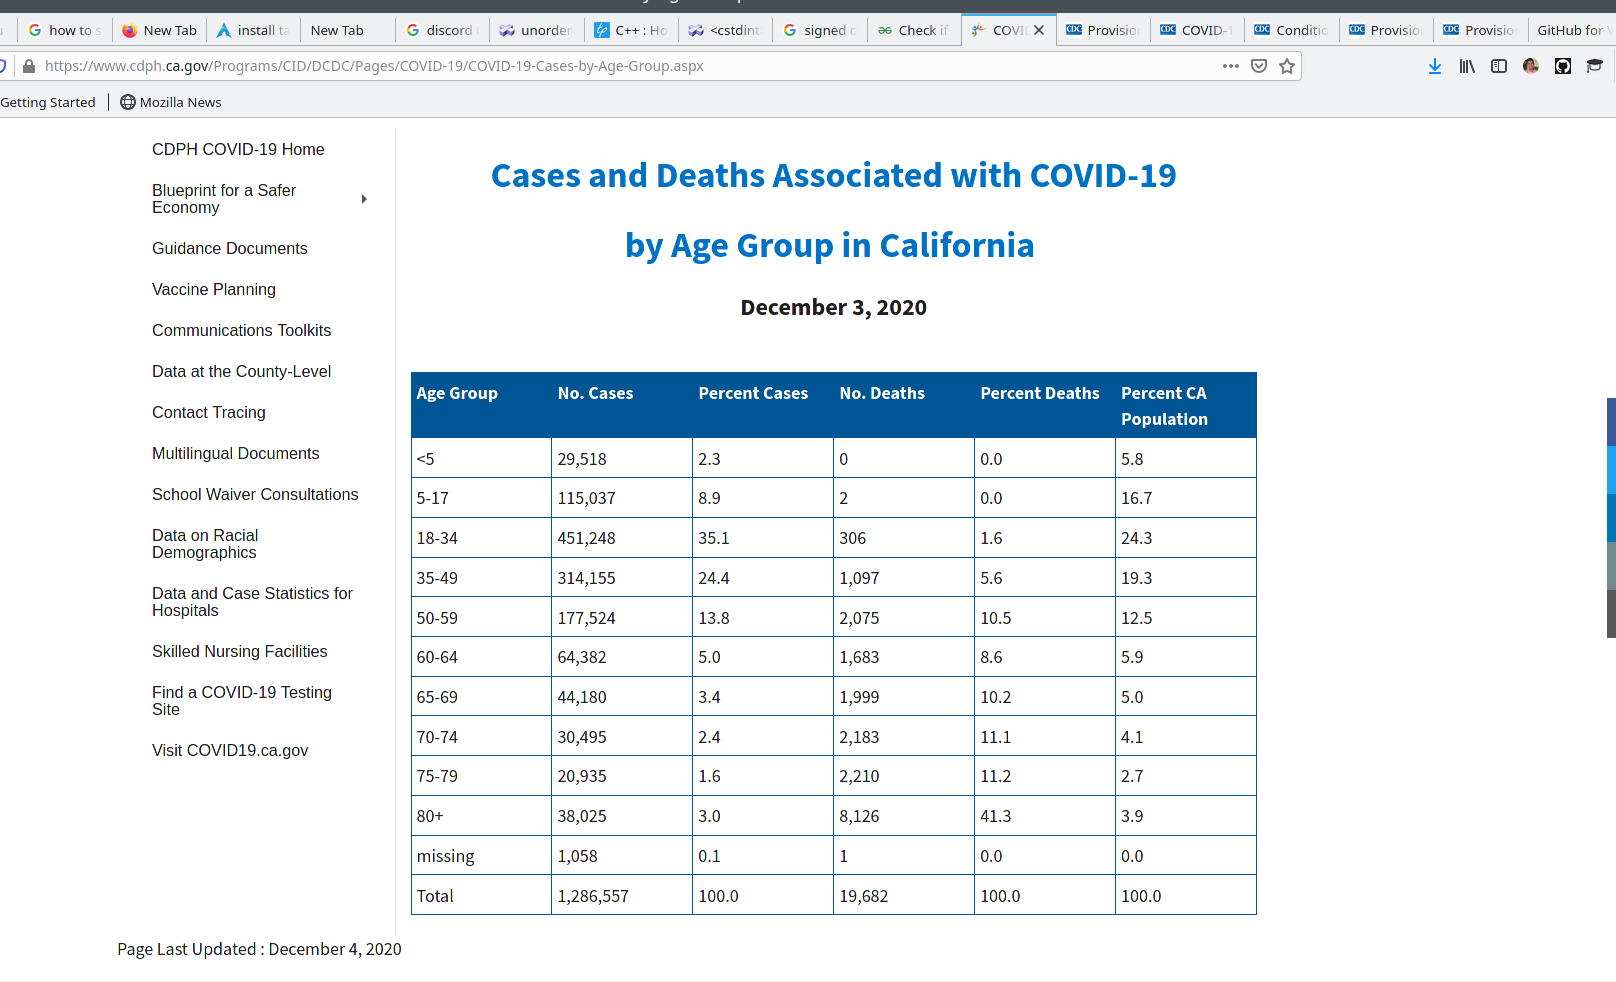 how to s
New Tab
install ta
New Tab
discord
unorder
C++ : Ho
<cstdint
signed c
Check if
COVI
Provisio
COVID-1
Conditio
Provisio
Provisio
GitHub for
https://www.cdph.ca.gov/Programs/CID/DCDC/Pages/COVID-19/COVID-19-Cases-by-Age-Group.aspx
Getting Started
Mozilla News
CDPH COVID-19 Home
Blueprint for a Safer
Economy
Guidance Documents
Vaccine Planning
Communications Toolkits
Data at the County-Level
Contact Tracing
Multilingual Documents
School Waiver Consultations
Data on Racial
Demographics
Data and Case Statistics for
Hospitals
Skilled Nursing Facilities
Find a COVID-19 Testing
Site
Visit COVID19.ca.gov
Cases and Deaths Associated with COVID-19
by Age Group in California
December 3, 2020
Age Group No. Cases Percent Cases No. Deaths Percent Deaths Percent CA
Population
<5 29,518 2.3 0 0.0 5.8
5-17 115,037 8.9 2 0.0 16.7
18-34 451,248 35.1 306 1.6 24.3
35-49 314,155 24.4 1,097 5.6 19.3
50-59 177,524 13.8 2,075 10.5 12.5
60-64 64,382 5.0 1,683 8.6 5.9
65-69 44,180 3.4 1,999 10.2 5.0
70-74 30,495 2.4 2,183 11.1 4.1
75-79 20,935 1.6 2,210 11.2 2.7
80+ 38,025 3.0 8,126 41.3 3.9
missing 1,058 0.1 1 0.0 0.0
Total 1,286,557 100.0 19,682 100.0 100.0
Page Last Updated : December 4, 2020